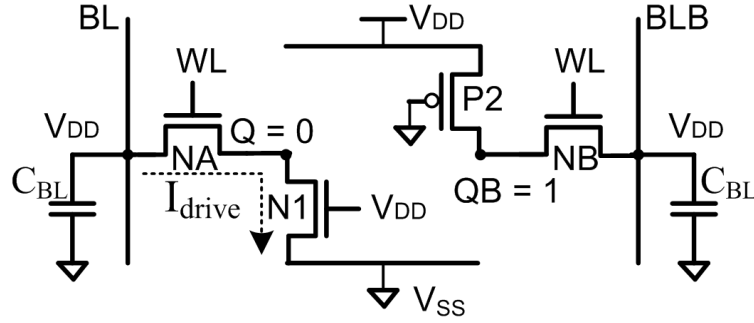 BL
VDD
BLB
WL
P2
WL
VDD
Q = 0
VDD
NA
NB
CBL
Idrive
N1
VDD
QB = 1
CBL
VSS